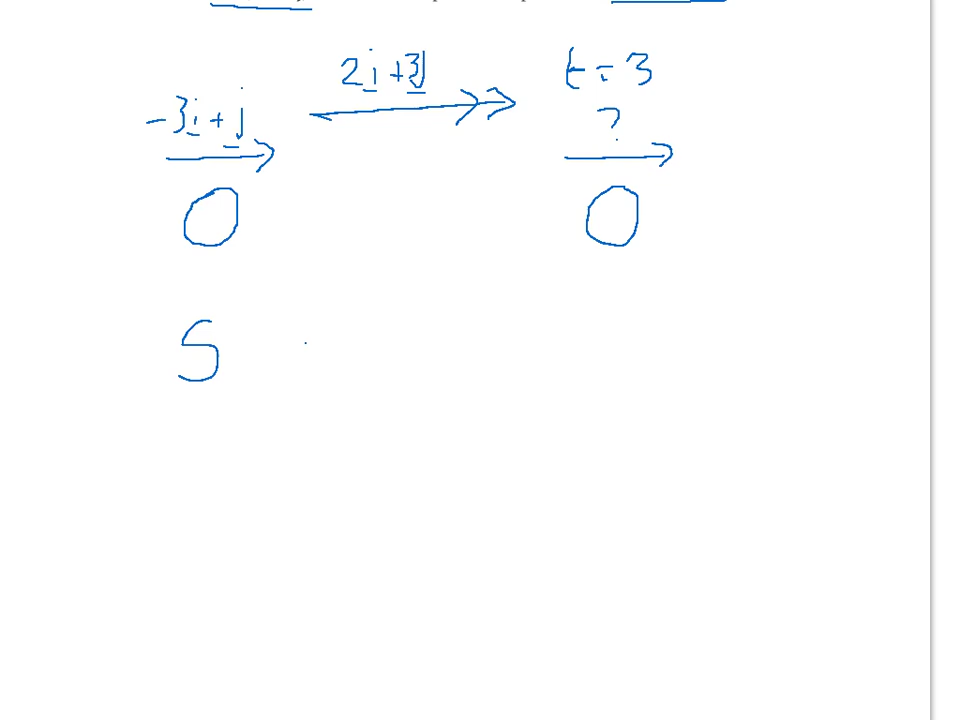 2i + 3j
t = 3
-3i + j
?
S